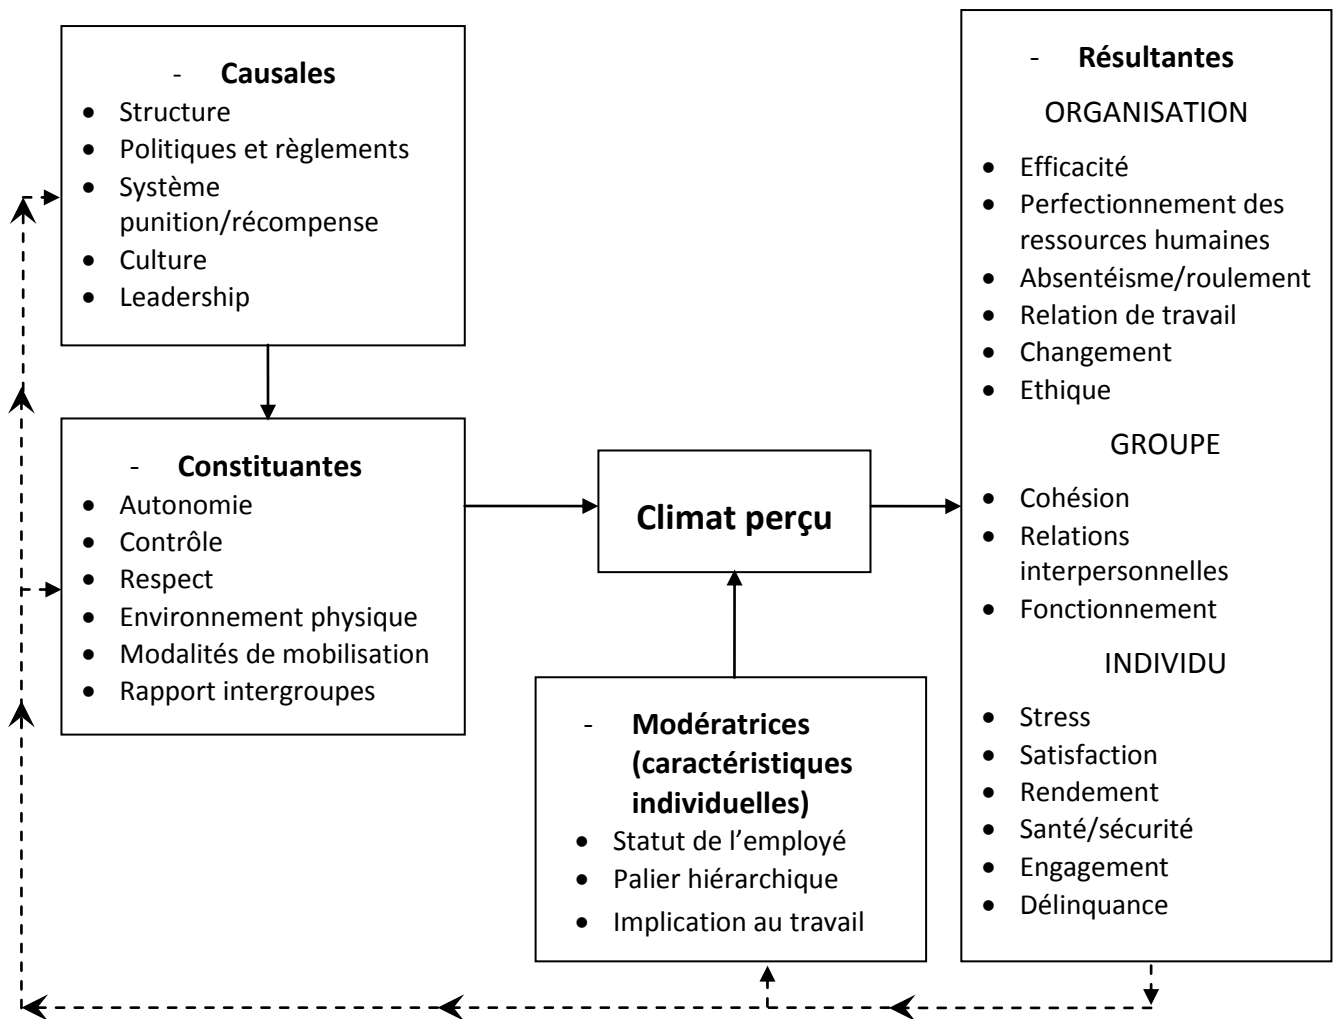 - Causales
• Structure
• Politiques et règlements
• Système
punition/récompense
• Culture
• Leadership
- Constituantes
• Autonomie
• Contrôle
• Respect
• Environnement physique
• Modalités de mobilisation
• Rapport intergroupes
Climat perçu
- Modératrices
(caractéristiques
individuelles)
• Statut de l’employé
• Palier hiérarchique
• Implication au travail
- Résultantes
ORGANISATION
• Efficacité
• Perfectionnement des
ressources humaines
• Absentéisme/roulement
• Relation de travail
• Changement
• Ethique
GROUPE
• Cohésion
• Relations
interpersonnelles
• Fonctionnement
INDIVIDU
• Stress
• Satisfaction
• Rendement
• Santé/sécurité
• Engagement
• Délinquance